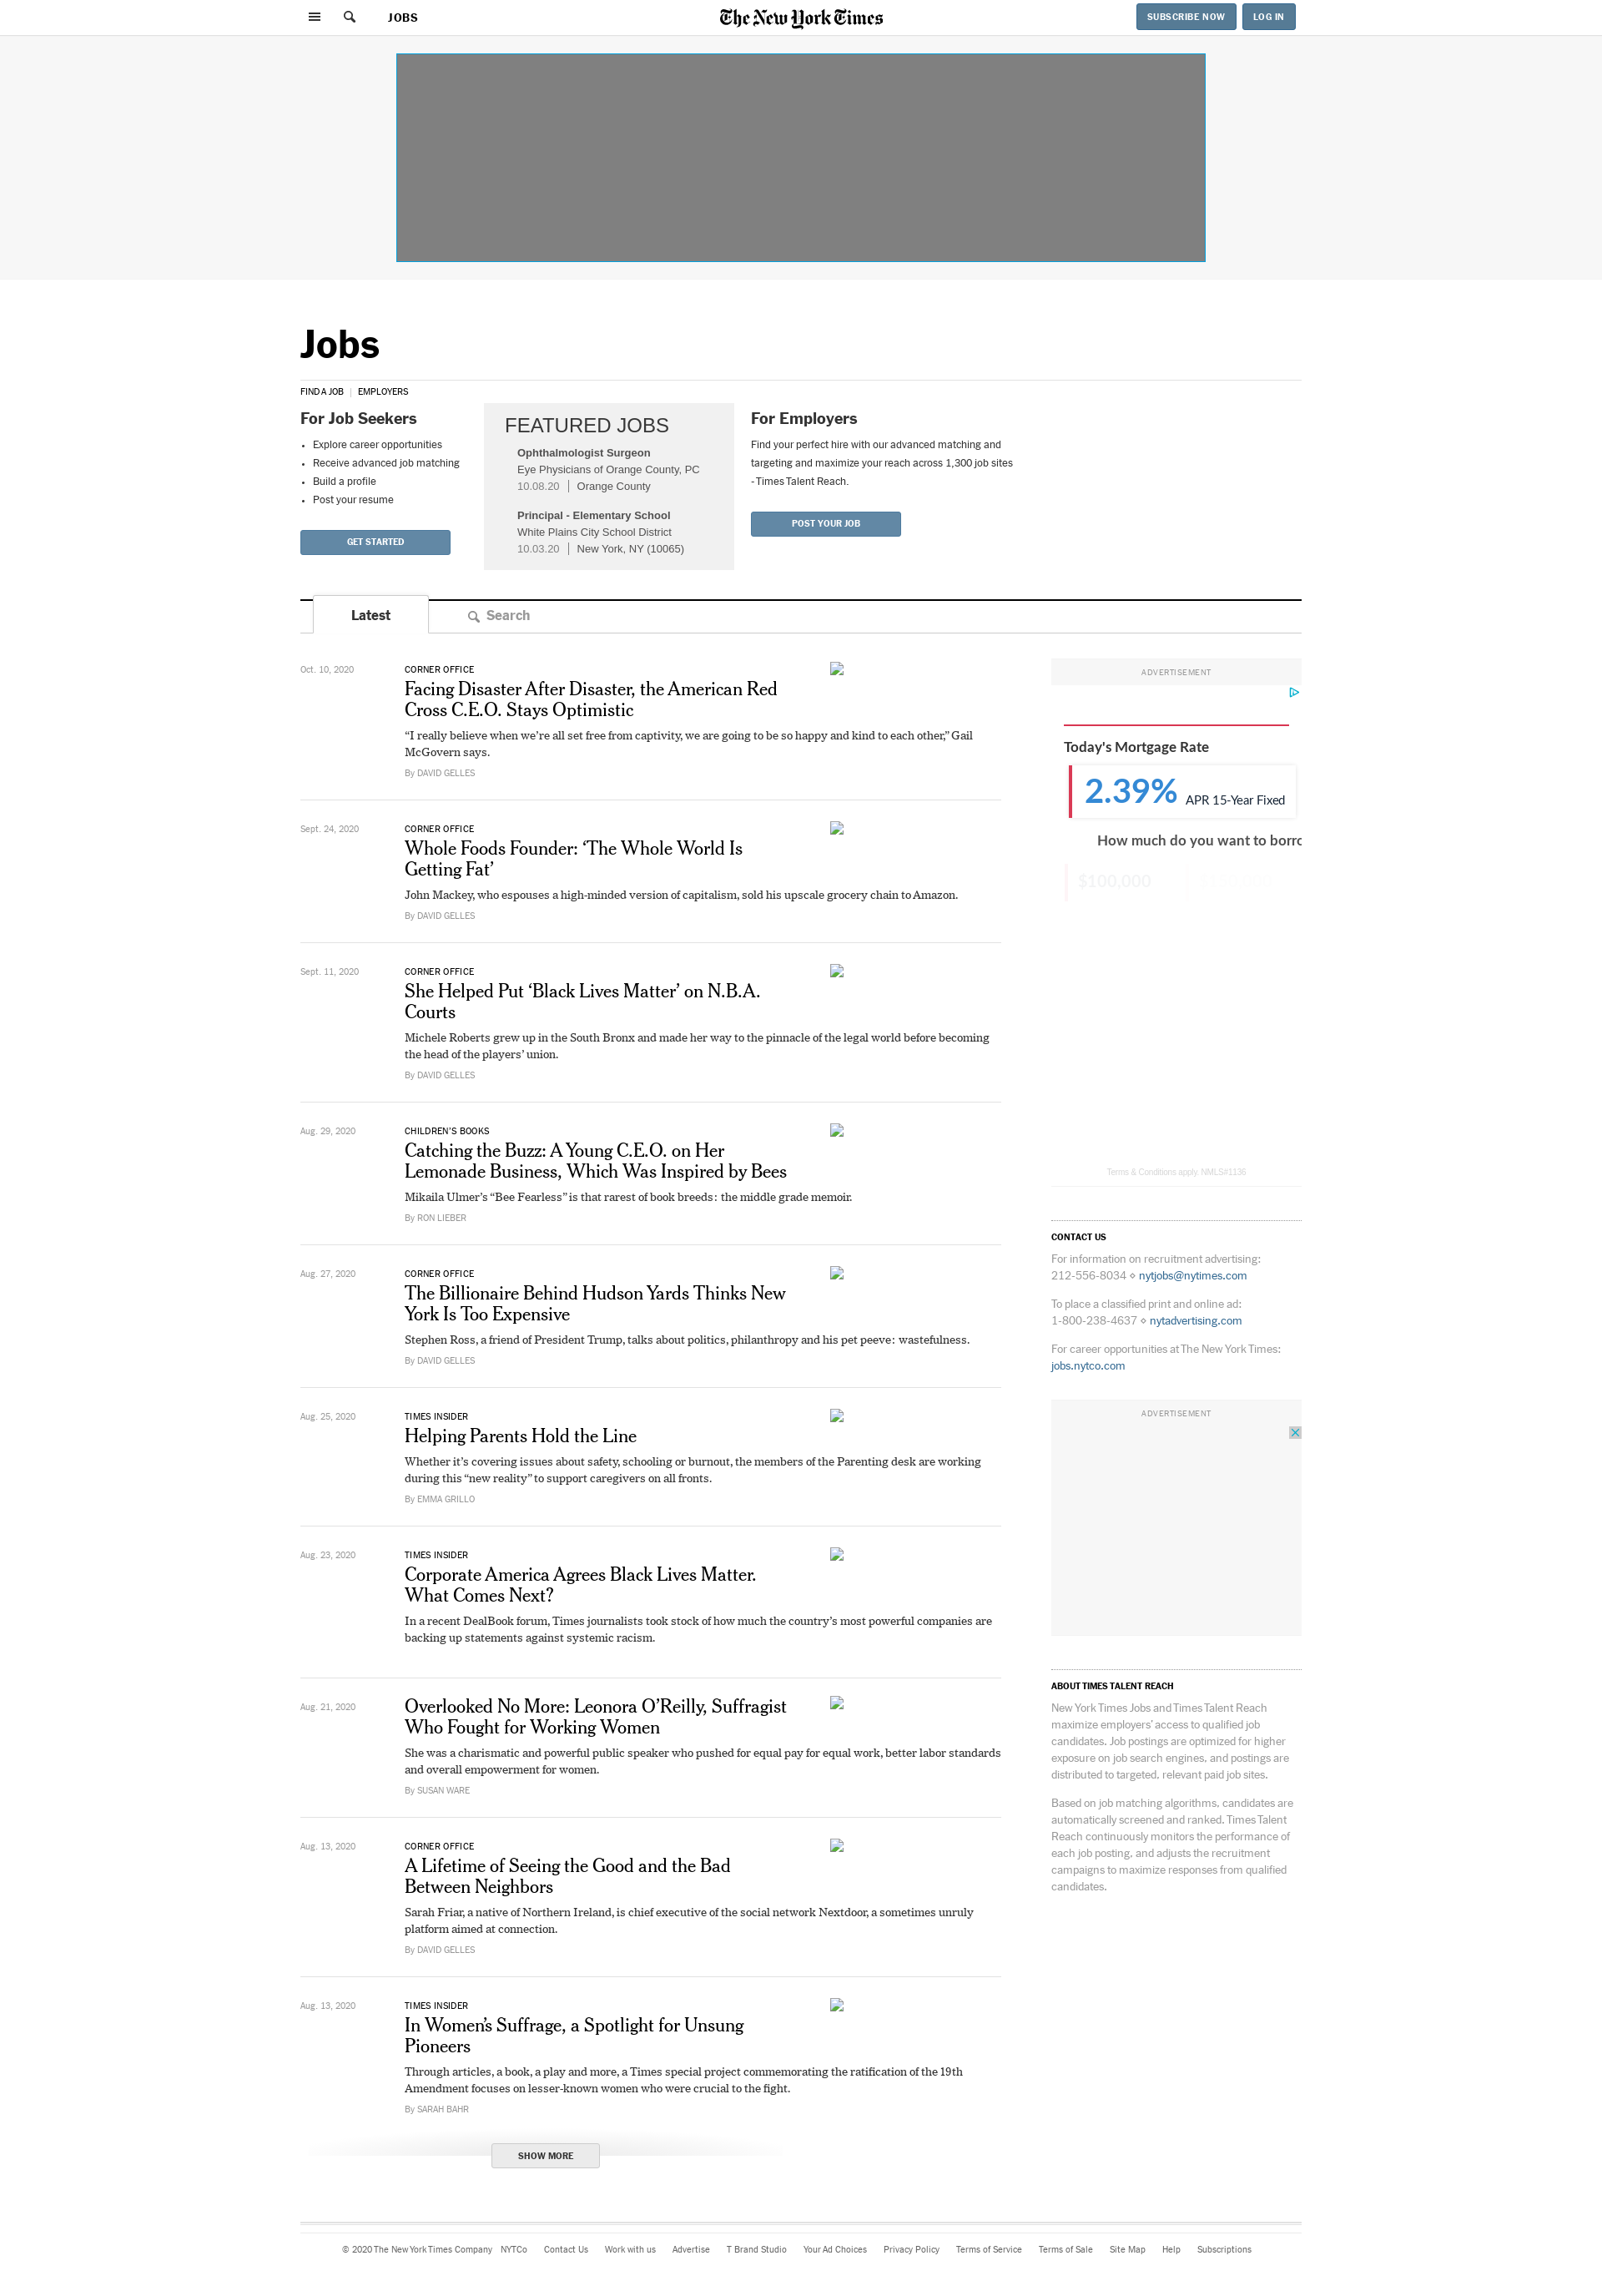 JOBS
The New York Times
SUBSCRIBE NOW
LOG IN
Jobs
FIND A JOB | EMPLOYERS
For Job Seekers
• Explore career opportunities
• Receive advanced job matching
• Build a profile
• Post your resume
GET STARTED
FEATURED JOBS
Ophthalmologist Surgeon
Eye Physicians of Orange County, PC
10.08.20 | Orange County
Principal - Elementary School
White Plains City School District
10.03.20 | New York, NY (10065)
For Employers
Find your perfect hire with our advanced matching and
targeting and maximize your reach across 1,300 job sites
- Times Talent Reach.
POST YOUR JOB
Latest
Search
Oct. 10, 2020
CORNER OFFICE
Facing Disaster After Disaster, the American Red
Cross C.E.O. Stays Optimistic
“I really believe when we’re all set free from captivity, we are going to be so happy and kind to each other,” Gail
McGovern says.
By DAVID GELLES
Sept. 24, 2020
CORNER OFFICE
Whole Foods Founder: ‘The Whole World Is
Getting Fat’
John Mackey, who espouses a high-minded version of capitalism, sold his upscale grocery chain to Amazon.
By DAVID GELLES
Sept. 11, 2020
CORNER OFFICE
She Helped Put ‘Black Lives Matter’ on N.B.A.
Courts
Michele Roberts grew up in the South Bronx and made her way to the pinnacle of the legal world before becoming
the head of the players’ union.
By DAVID GELLES
Aug. 29, 2020
CHILDREN’S BOOKS
Catching the Buzz: A Young C.E.O. on Her
Lemonade Business, Which Was Inspired by Bees
Mikaila Ulmer’s “Bee Fearless” is that rarest of book breeds: the middle grade memoir.
By RON LIEBER
Aug. 27, 2020
CORNER OFFICE
The Billionaire Behind Hudson Yards Thinks New
York Is Too Expensive
Stephen Ross, a friend of President Trump, talks about politics, philanthropy and his pet peeve: wastefulness.
By DAVID GELLES
Aug. 25, 2020
TIMES INSIDER
Helping Parents Hold the Line
Whether it’s covering issues about safety, schooling or burnout, the members of the Parenting desk are working
during this “new reality” to support caregivers on all fronts.
By EMMA GRILLO
Aug. 23, 2020
TIMES INSIDER
Corporate America Agrees Black Lives Matter.
What Comes Next?
In a recent DealBook forum, Times journalists took stock of how much the country’s most powerful companies are
backing up statements against systemic racism.
Aug. 21, 2020
Overlooked No More: Leonora O’Reilly, Suffragist
Who Fought for Working Women
She was a charismatic and powerful public speaker who pushed for equal pay for equal work, better labor standards
and overall empowerment for women.
By SUSAN WARE
Aug. 13, 2020
CORNER OFFICE
A Lifetime of Seeing the Good and the Bad
Between Neighbors
Sarah Friar, a native of Northern Ireland, is chief executive of the social network Nextdoor, a sometimes unruly
platform aimed at connection.
By DAVID GELLES
Aug. 13, 2020
TIMES INSIDER
In Women’s Suffrage, a Spotlight for Unsung
Pioneers
Through articles, a book, a play and more, a Times special project commemorating the ratification of the 19th
Amendment focuses on lesser-known women who were crucial to the fight.
By SARAH BAHR
SHOW MORE
ADVERTISEMENT
Today's Mortgage Rate
2.39% APR 15-Year Fixed
How much do you want to borro
$100,000
Terms & Conditions apply. NMLS#1136
CONTACT US
For information on recruitment advertising:
212-556-8034 ⋄ nytjobs@nytimes.com
To place a classified print and online ad:
1-800-238-4637 ⋄ nytadvertising.com
For career opportunities at The New York Times:
jobs.nytco.com
ADVERTISEMENT
ABOUT TIMES TALENT REACH
New York Times Jobs and Times Talent Reach
maximize employers’ access to qualified job
candidates. Job postings are optimized for higher
exposure on job search engines, and postings are
distributed to targeted, relevant paid job sites.
Based on job matching algorithms, candidates are
automatically screened and ranked. Times Talent
Reach continuously monitors the performance of
each job posting, and adjusts the recruitment
campaigns to maximize responses from qualified
candidates.
© 2020 The New York Times Company NYTCo Contact Us Work with us Advertise T Brand Studio Your Ad Choices Privacy Policy Terms of Service Terms of Sale Site Map Help Subscriptions